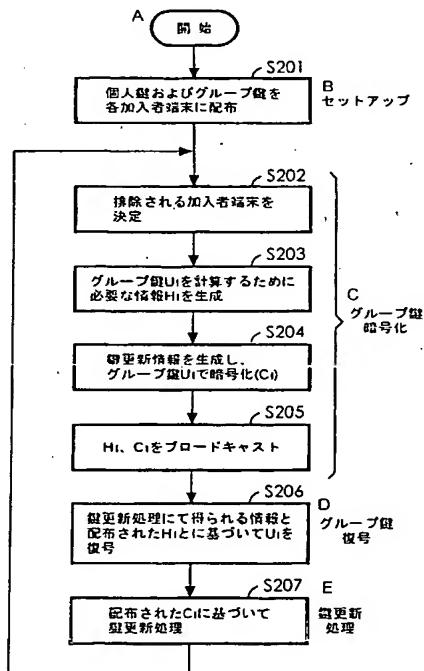 A
開始
S201
個人鍵およびグループ鍵を
各加入者端末に配布
B
セットアップ
S202
排除される加入者端末を
決定
S203
グループ鍵Uiを計算するために
必要な情報Hiを生成
C
グループ鍵
暗号化
S204
鍵更新情報を生成し、
グループ鍵Uiで暗号化(Ci)
S205
Hi、Ciをブロードキャスト
S206
鍵更新処理にて得られる情報と
配布されたHiとに基づいてUiを
復号
D
グループ鍵
復号
S207
配布されたCiに基づいて
鍵更新処理
E
鍵更新
処理